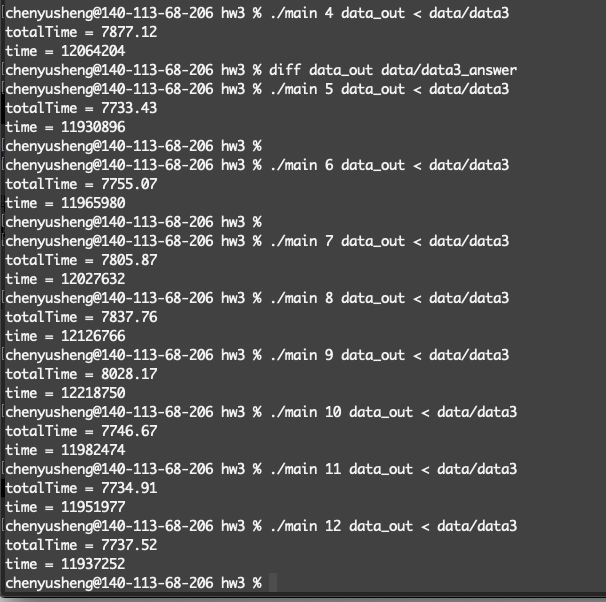 chenyusheng@140-113-68-206 hw3 % ./main 4 data_out < data/data3
totalTime = 7877.12
time = 12064204
chenyusheng@140-113-68-206 hw3 % diff data_out data/data3_answer
chenyusheng@140-113-68-206 hw3 % ./main 5 data_out < data/data3
totalTime = 7733.43
time = 11930896
chenyusheng@140-113-68-206 hw3 %
chenyusheng@140-113-68-206 hw3 % ./main 6 data_out < data/data3
totalTime = 7755.07
time = 11965980
chenyusheng@140-113-68-206 hw3 %
chenyusheng@140-113-68-206 hw3 % ./main 7 data_out < data/data3
totalTime = 7805.87
time = 12027632
chenyusheng@140-113-68-206 hw3 % ./main 8 data_out < data/data3
totalTime = 7837.76
time = 12126766
chenyusheng@140-113-68-206 hw3 % ./main 9 data_out < data/data3
totalTime = 8028.17
time = 12218750
chenyusheng@140-113-68-206 hw3 % ./main 10 data_out < data/data3
totalTime = 7746.67
time = 11982474
chenyusheng@140-113-68-206 hw3 % ./main 11 data_out < data/data3
totalTime = 7734.91
time = 11951977
chenyusheng@140-113-68-206 hw3 % ./main 12 data_out < data/data3
totalTime = 7737.52
time = 11937252
chenyusheng@140-113-68-206 hw3 %